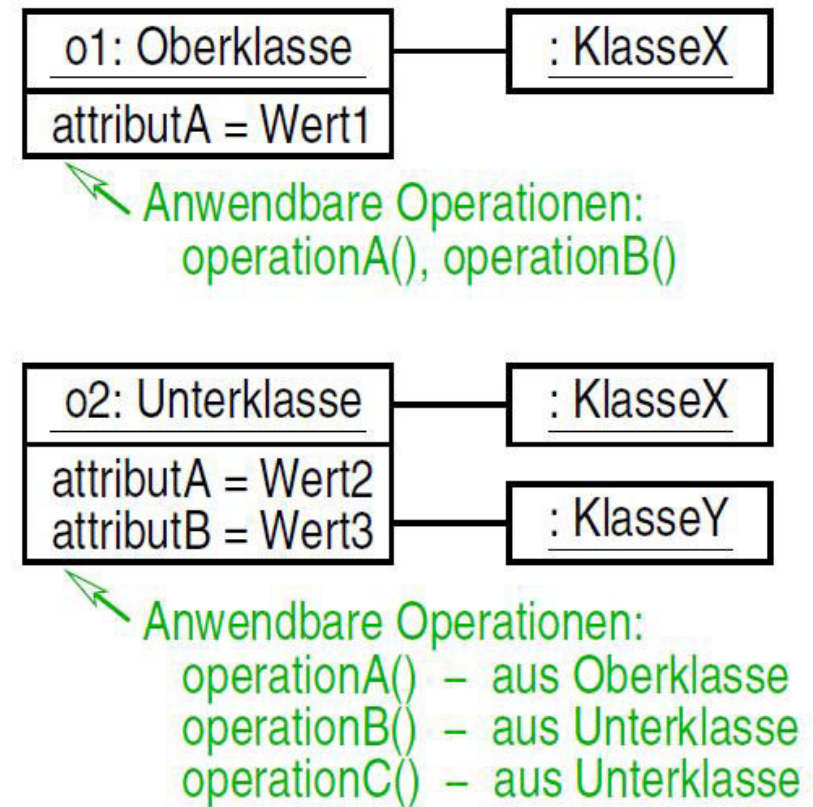 o1: Oberklasse
: KlasseX
attributA = Wert1
Anwendbare Operationen:
operationA(), operationB()
o2: Unterklasse
: KlasseX
attributA = Wert2
attributB = Wert3
: KlasseY
Anwendbare Operationen:
operationA() – aus Oberklasse
operationB() – aus Unterklasse
operationC() – aus Unterklasse